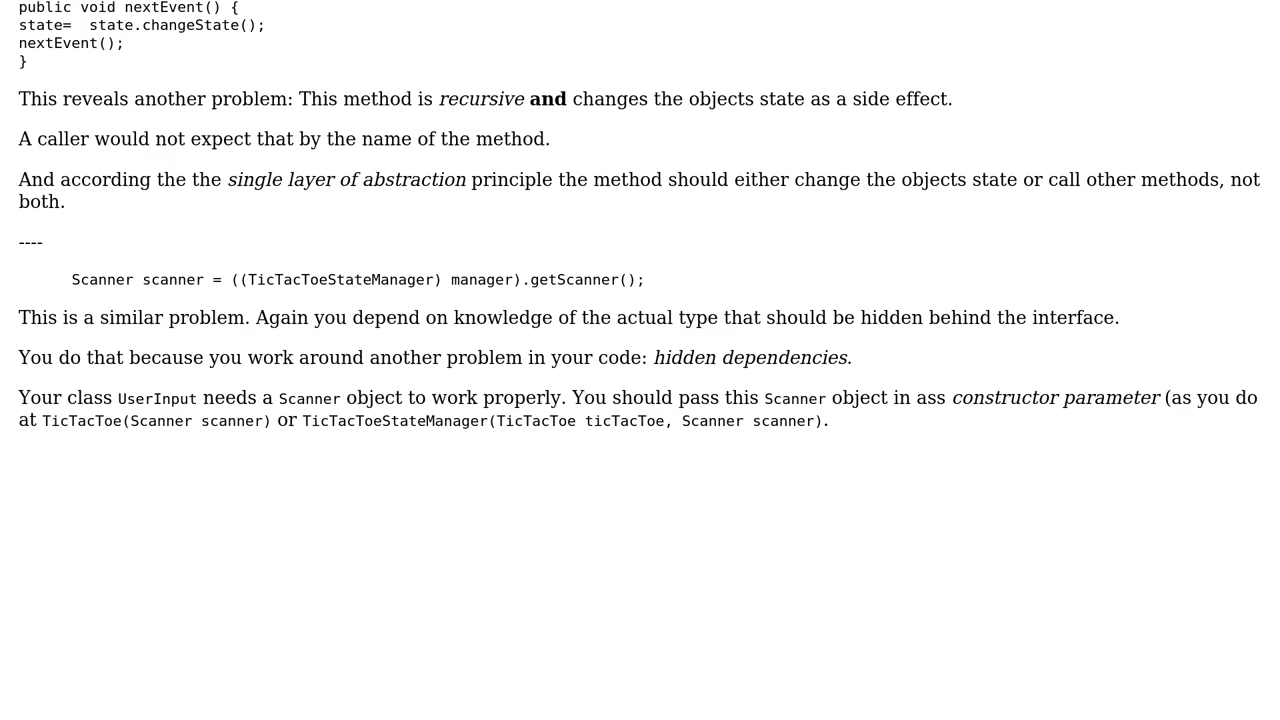 public void nextEvent() {
state=  state.changeState();
nextEvent();
}
This reveals another problem: This method is recursive and changes the objects state as a side effect.
A caller would not expect that by the name of the method.
And according the the single layer of abstraction principle the method should either change the objects state or call other methods, not
both.
----
Scanner scanner = ((TicTacToeStateManager) manager).getScanner();
This is a similar problem. Again you depend on knowledge of the actual type that should be hidden behind the interface.
You do that because you work around another problem in your code: hidden dependencies.
Your class UserInput needs a Scanner object to work properly. You should pass this Scanner object in ass constructor parameter (as you do
at TicTacToe(Scanner scanner) or TicTacToeStateManager(TicTacToe ticTacToe, Scanner scanner).